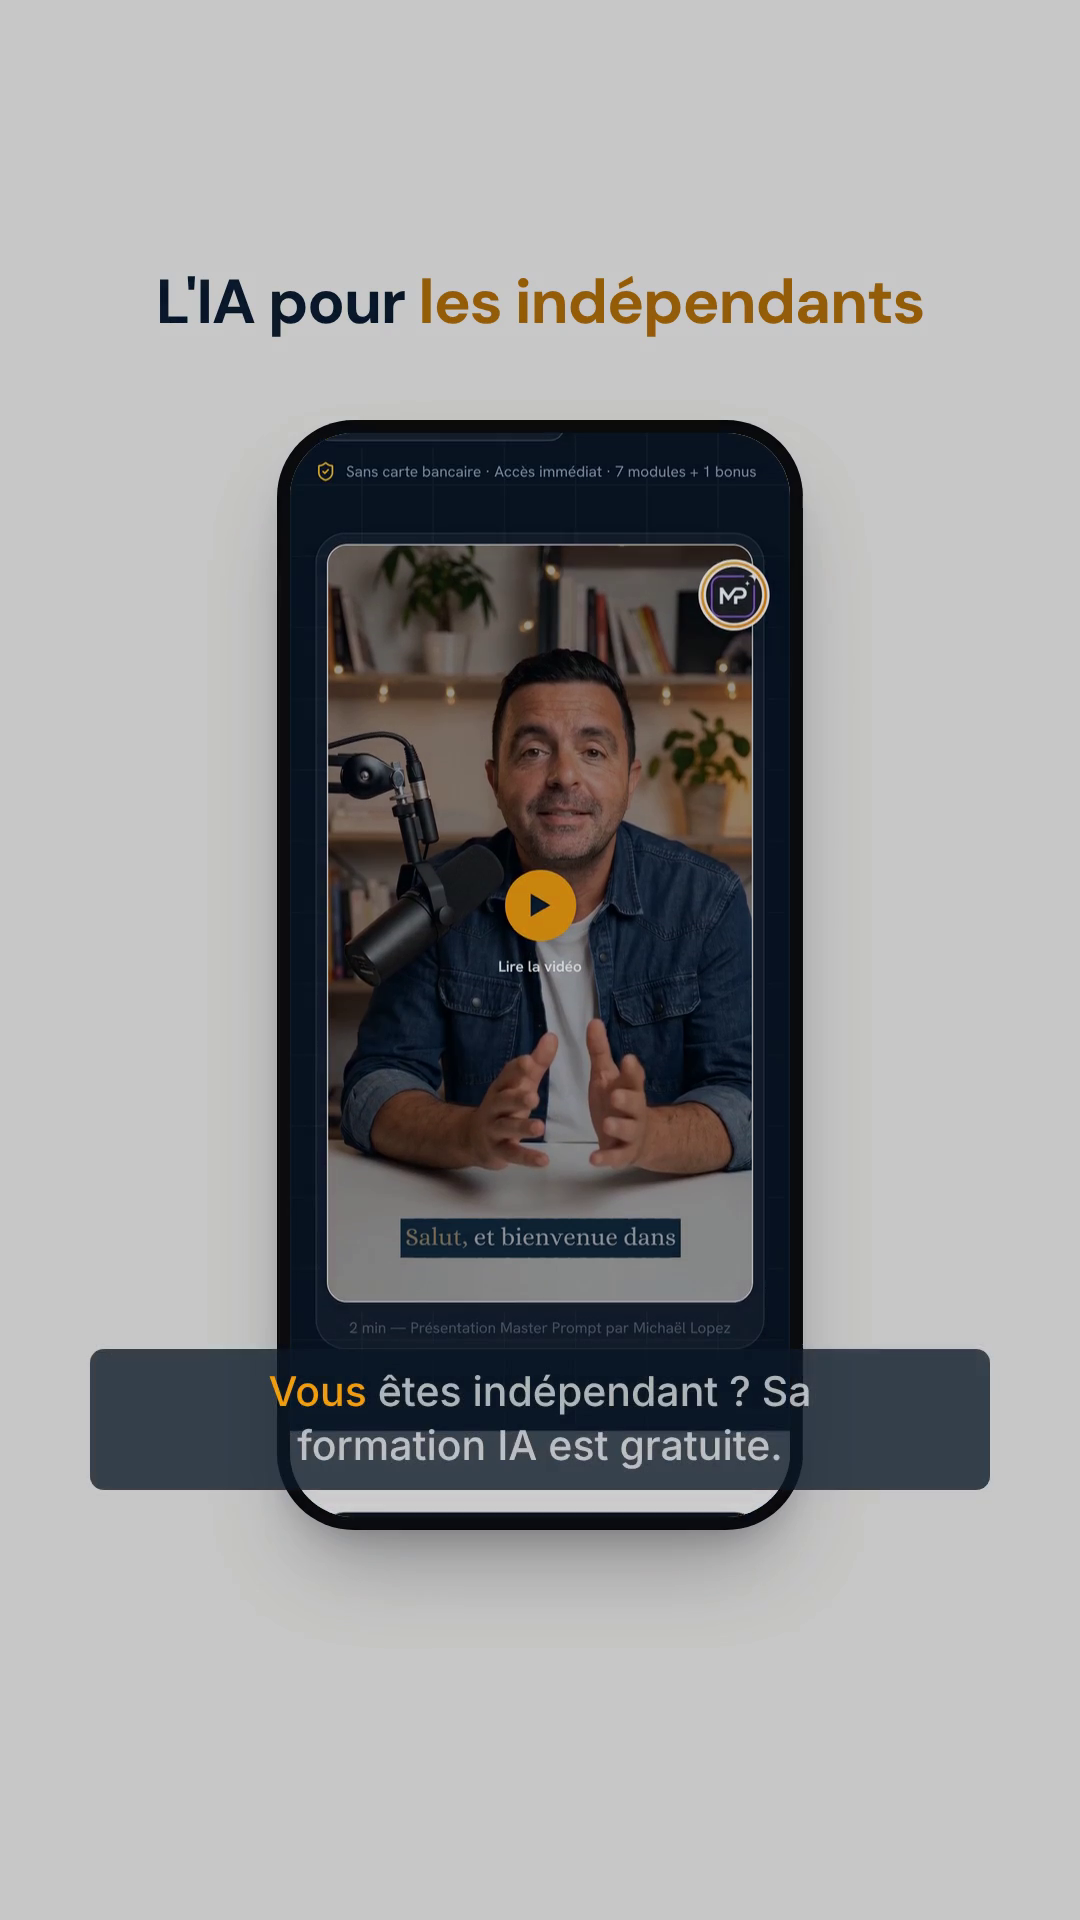 L'IA pour les indépendants
Sans carte bancaire · Accès immédiat · 7 modules + 1 bonus
MP
Lire la vidéo
Salut, et bienvenue dans
2 min — Présentation Master Prompt par Michaël Lopez
Vous êtes indépendant ? Sa
formation IA est gratuite.